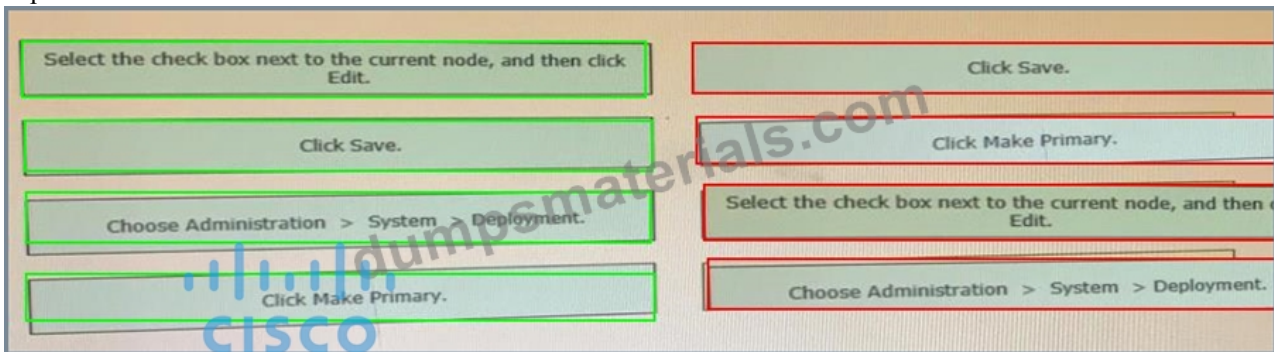 Select the check box next to the current node, and then click
Edit.
Click Save.
Choose Administration > System > Deployment.
Click Make Primary.
Click Save.
Click Make Primary.
Select the check box next to the current node, and then
Edit.
Choose Administration > System > Deployment.
dumpsmaterials.com
CISCO